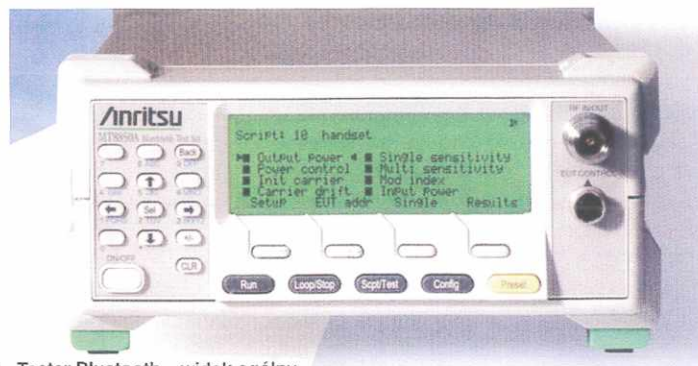 Anritsu
MT8850A Bluetooth Test Set
Script: 10 handset
Output power
Single sensitivity
Power control
Multi sensitivity
Init carrier
Mod index
Carrier drift
Input Power
Setup EUT addr Single Results
Back
Sel
+/-
ON/OFF
CLR
Run
Loop/Stop
Scpt/Test
Config
Preset
RF IN/OUT
EUT CONTROL
Tester Bluetooth – widok ogólny